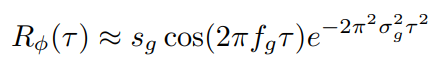 $R_{\phi}(\tau) \approx s_g \cos(2\pi f_g \tau) e^{-2\pi^2 \sigma_g^2 \tau^2}$